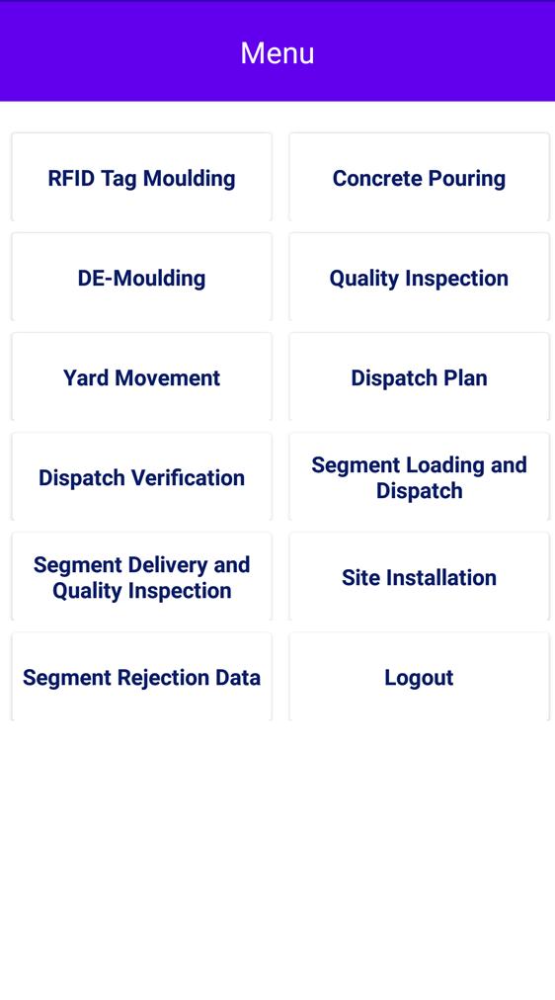 Menu
RFID Tag Moulding
Concrete Pouring
DE-Moulding
Quality Inspection
Yard Movement
Dispatch Plan
Dispatch Verification
Segment Loading and
Dispatch
Segment Delivery and
Quality Inspection
Site Installation
Segment Rejection Data
Logout